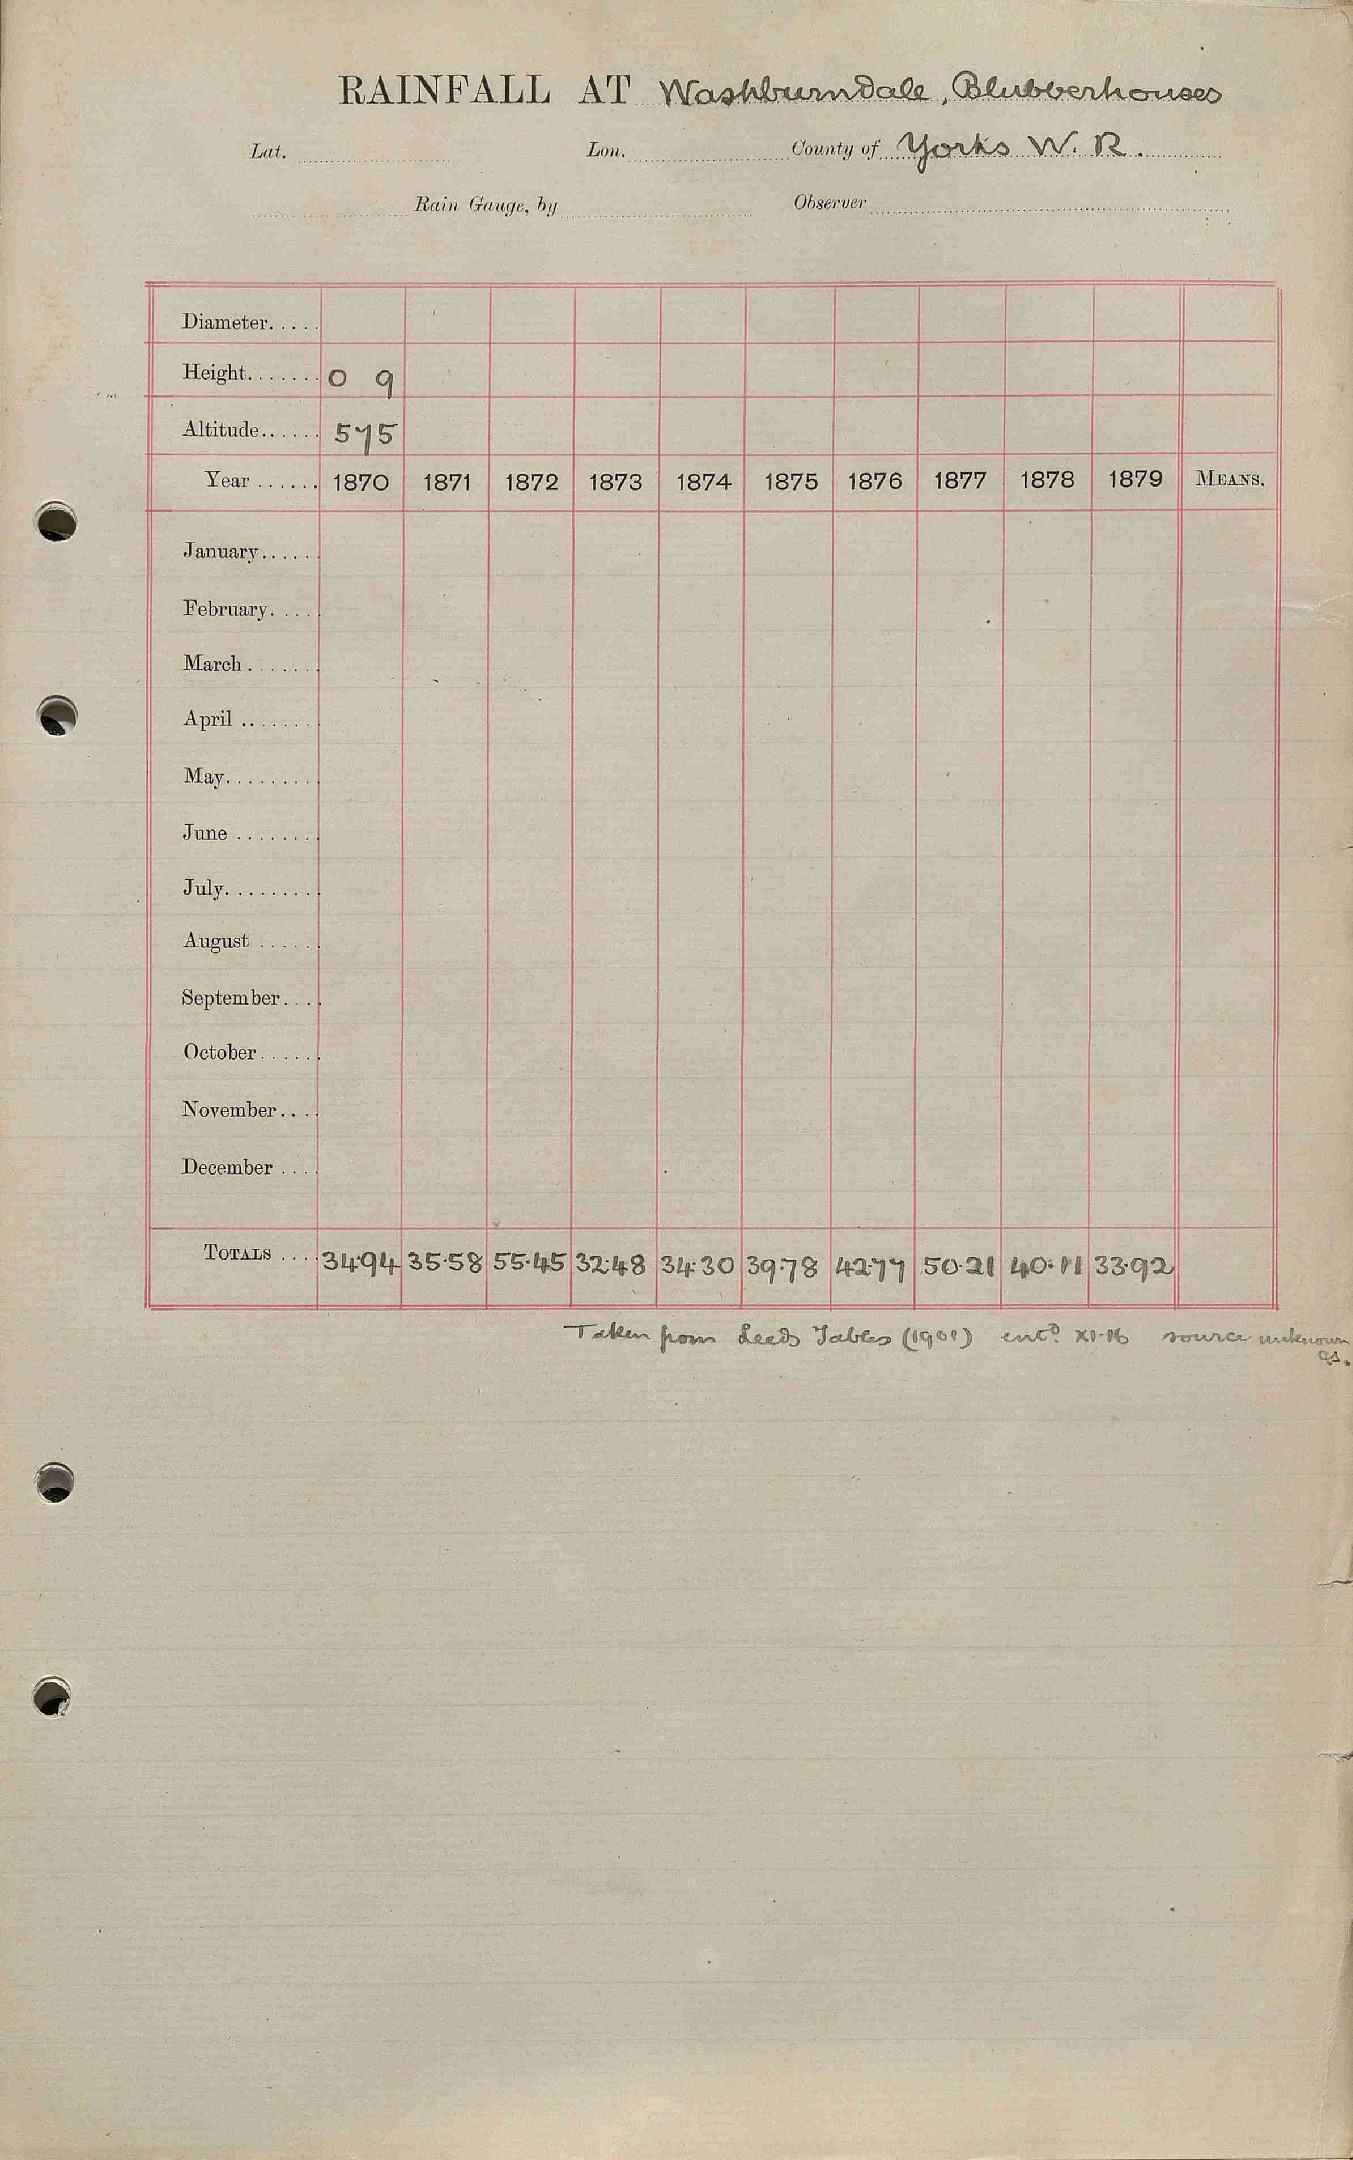 RAINFALL AT Washburndale, Blubberhouses
Lat. Lon. County of Yorks W. R.
Rain Gauge, by Observer
Diameter.....
Height....... 0 9
Altitude...... 575
Year ...... 1870 1871 1872 1873 1874 1875 1876 1877 1878 1879 MEANS.
January......
February.....
March.......
April .......
May.........
June ........
July.........
August ......
September....
October......
November....
December ....
TOTALS .... 34.94 35.58 55.45 32.48 34.30 39.78 42.77 50.21 40.11 33.92
Taken from Leeds Tables (1901) entd XI-16 source unknown